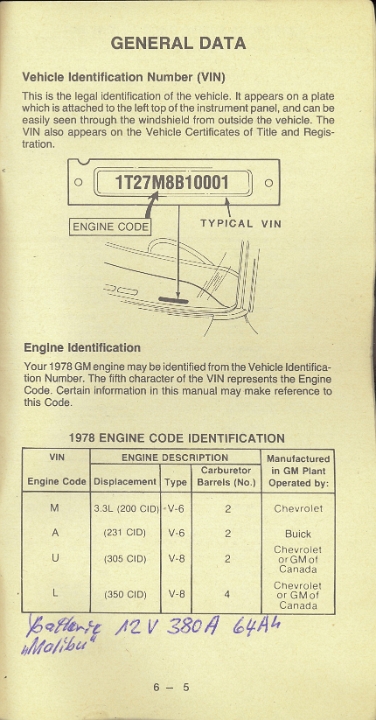 GENERAL DATA
Vehicle Identification Number (VIN)
This is the legal identification of the vehicle. It appears on a plate
which is attached to the left top of the instrument panel, and can be
easily seen through the windshield from outside the vehicle. The
VIN also appears on the Vehicle Certificates of Title and Regis-
tration.
1T27M8B10001
ENGINE CODE
TYPICAL VIN
Engine Identification
Your 1978 GM engine may be identified from the Vehicle Identifica-
tion Number. The fifth character of the VIN represents the Engine
Code. Certain information in this manual may make reference to
this Code.
1978 ENGINE CODE IDENTIFICATION
VIN Engine Code ENGINE DESCRIPTION Manufactured in GM Plant Operated by:
Displacement Type Carburetor Barrels (No.)
M 3.3L (200 CID) V-6 2 Chevrolet
A (231 CID) V-6 2 Buick
U (305 CID) V-8 2 Chevrolet or GM of Canada
L (350 CID) V-8 4 Chevrolet or GM of Canada
Batterie 12V 380A 64Ah
"Malibu"
6 – 5